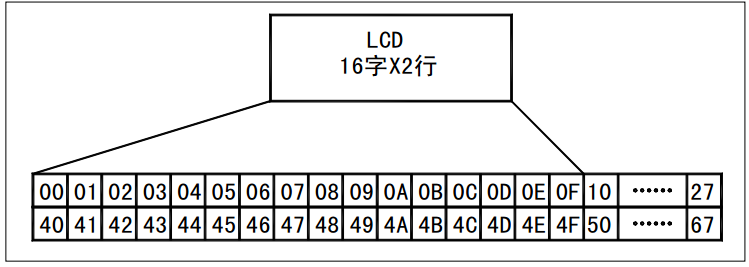 LCD
16字X2行
00 01 02 03 04 05 06 07 08 09 0A 0B 0C 0D 0E 0F 10 …… 27
40 41 42 43 44 45 46 47 48 49 4A 4B 4C 4D 4E 4F 50 …… 67